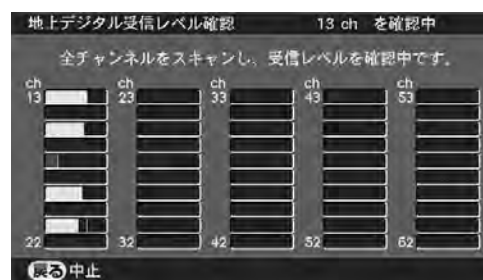 地上デジタル受信レベル確認 13 ch を確認中
全チャンネルをスキャンし、受信レベルを確認中です。
ch ch ch ch ch
13 23 33 43 53
22 32 42 52 62
戻る 中止